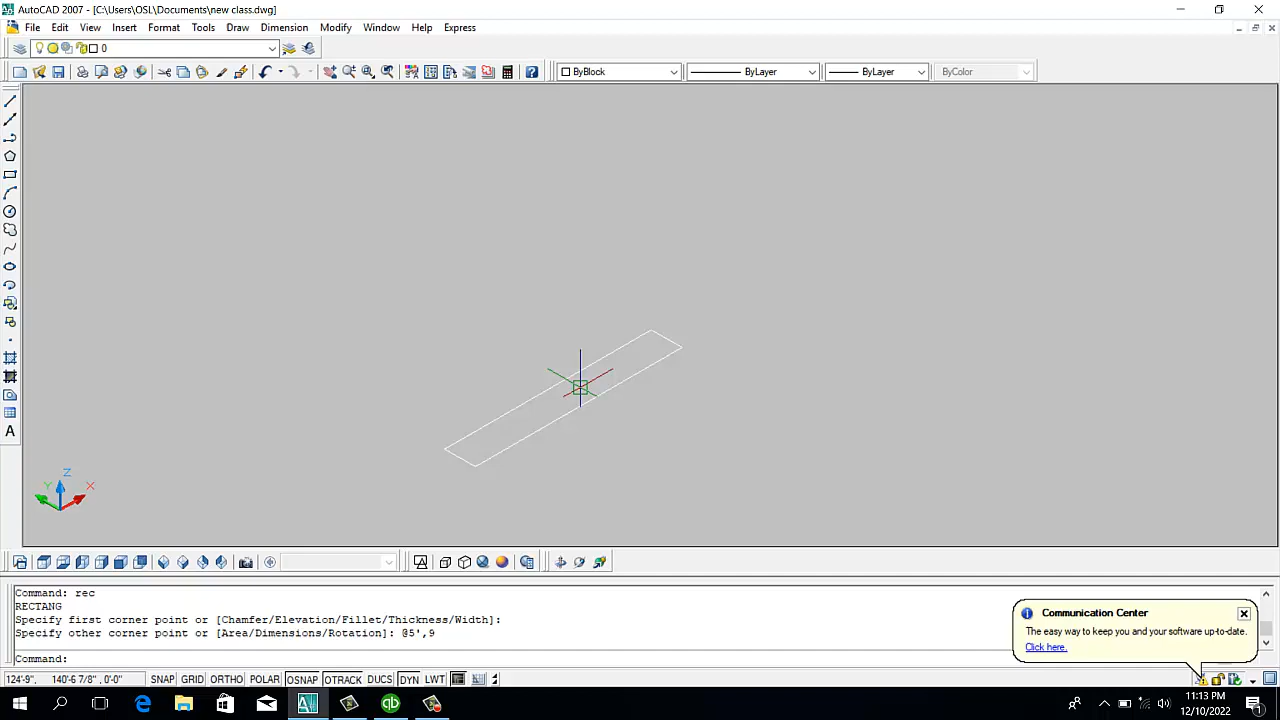 AutoCAD 2007 - [C:\Users\OSL\Documents\new class.dwg]
File Edit View Insert Format Tools Draw Dimension Modify Window Help Express
0
ByBlock ByLayer ByLayer ByColor
A
Z
Y X
Command: rec
RECTANG
Specify first corner point or [Chamfer/Elevation/Fillet/Thickness/Width]:
Specify other corner point or [Area/Dimensions/Rotation]: @5',9
Command:
Communication Center
The easy way to keep you and your software up-to-date.
Click here.
124'-9", 140'-6 7/8" , 0'-0" SNAP GRID ORTHO POLAR OSNAP OTRACK DUCS DYN LWT
11:13 PM
12/10/2022